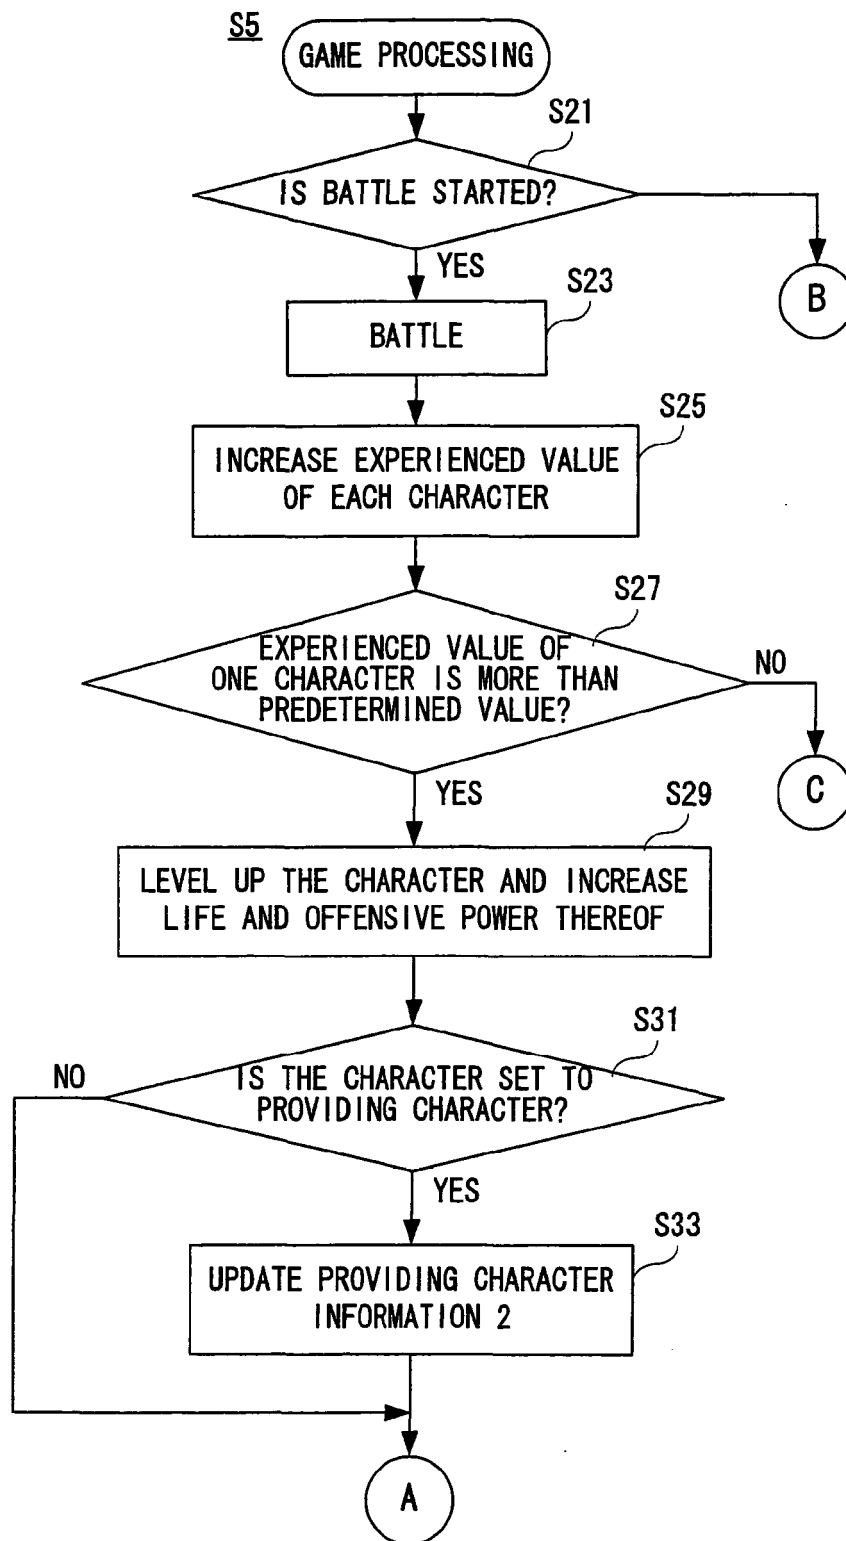 S5
GAME PROCESSING
S21
IS BATTLE STARTED?
YES
B
S23
BATTLE
S25
INCREASE EXPERIENCED VALUE
OF EACH CHARACTER
S27
EXPERIENCED VALUE OF
ONE CHARACTER IS MORE THAN
PREDETERMINED VALUE?
NO
YES
C
S29
LEVEL UP THE CHARACTER AND INCREASE
LIFE AND OFFENSIVE POWER THEREOF
S31
NO
IS THE CHARACTER SET TO
PROVIDING CHARACTER?
YES
S33
UPDATE PROVIDING CHARACTER
INFORMATION 2
A